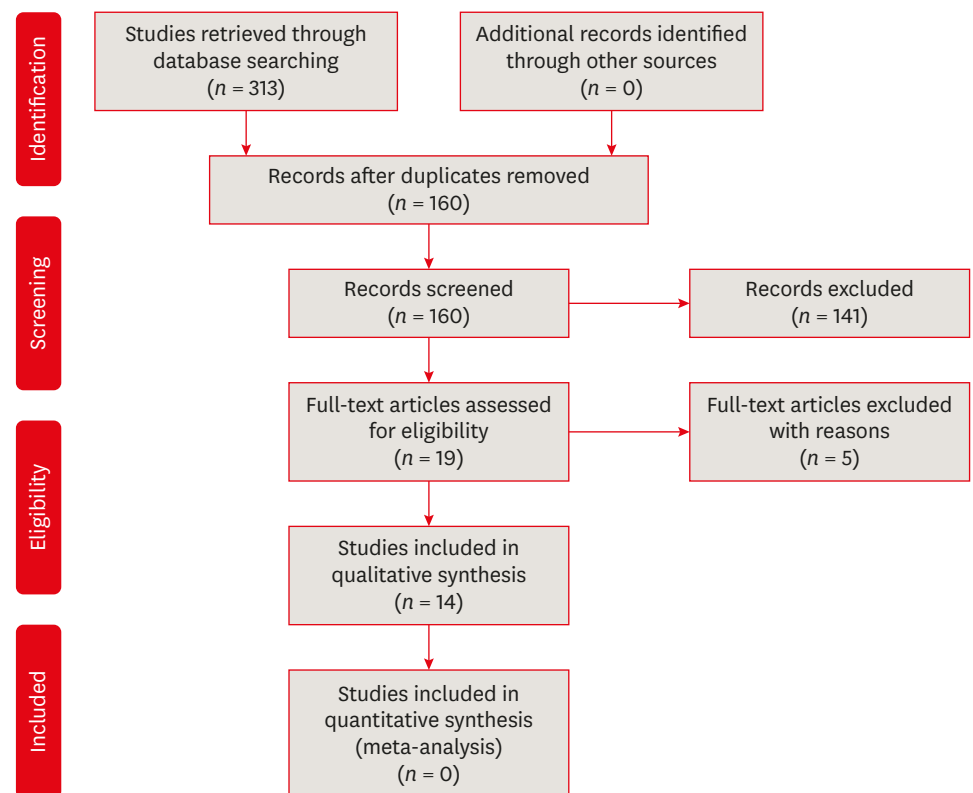 Identification
Studies retrieved through
database searching
(n = 313)
Additional records identified
through other sources
(n = 0)
Records after duplicates removed
(n = 160)
Screening
Records screened
(n = 160)
Records excluded
(n = 141)
Eligibility
Full-text articles assessed
for eligibility
(n = 19)
Full-text articles excluded
with reasons
(n = 5)
Studies included in
qualitative synthesis
(n = 14)
Included
Studies included in
quantitative synthesis
(meta-analysis)
(n = 0)